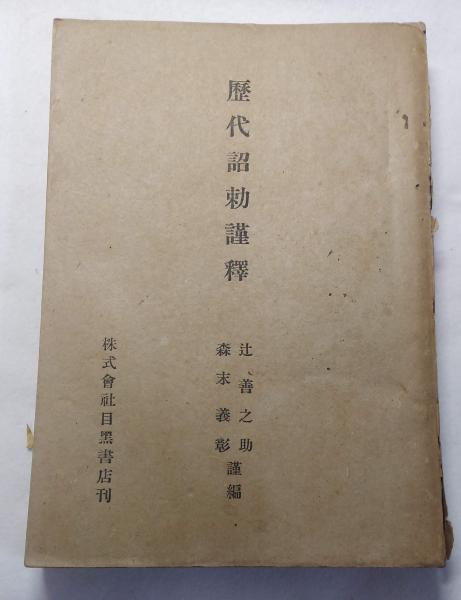 歷代詔勅謹釋
辻善之助
森末義彰
謹編
株式會社目黑書店刊